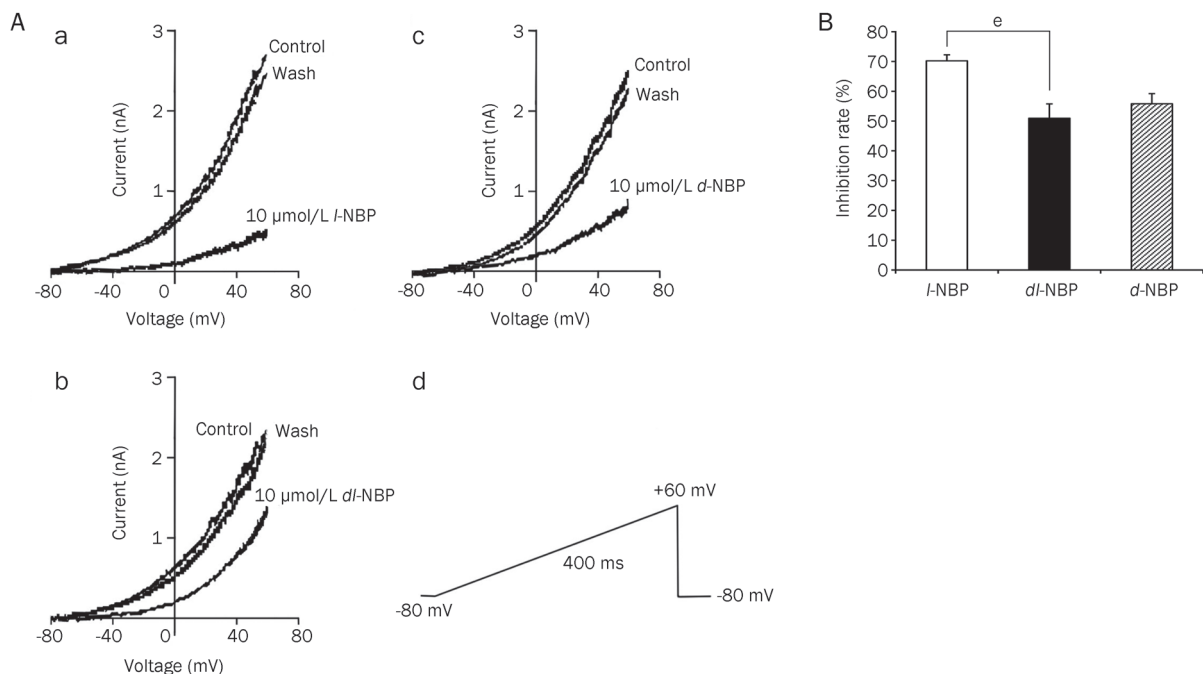 A
a
3
2
1
Current (nA)
Control
Wash
10 µmol/L l-NBP
-80
-40
0
40
80
Voltage (mV)
c
3
2
1
Current (nA)
Control
Wash
10 µmol/L d-NBP
-80
-40
0
40
80
Voltage (mV)
B
e
80
70
60
50
40
30
20
10
0
Inhibition rate (%)
l-NBP
dl-NBP
d-NBP
b
3
2
1
Current (nA)
Control
Wash
10 µmol/L dl-NBP
-80
-40
0
40
80
Voltage (mV)
d
+60 mV
400 ms
-80 mV
-80 mV